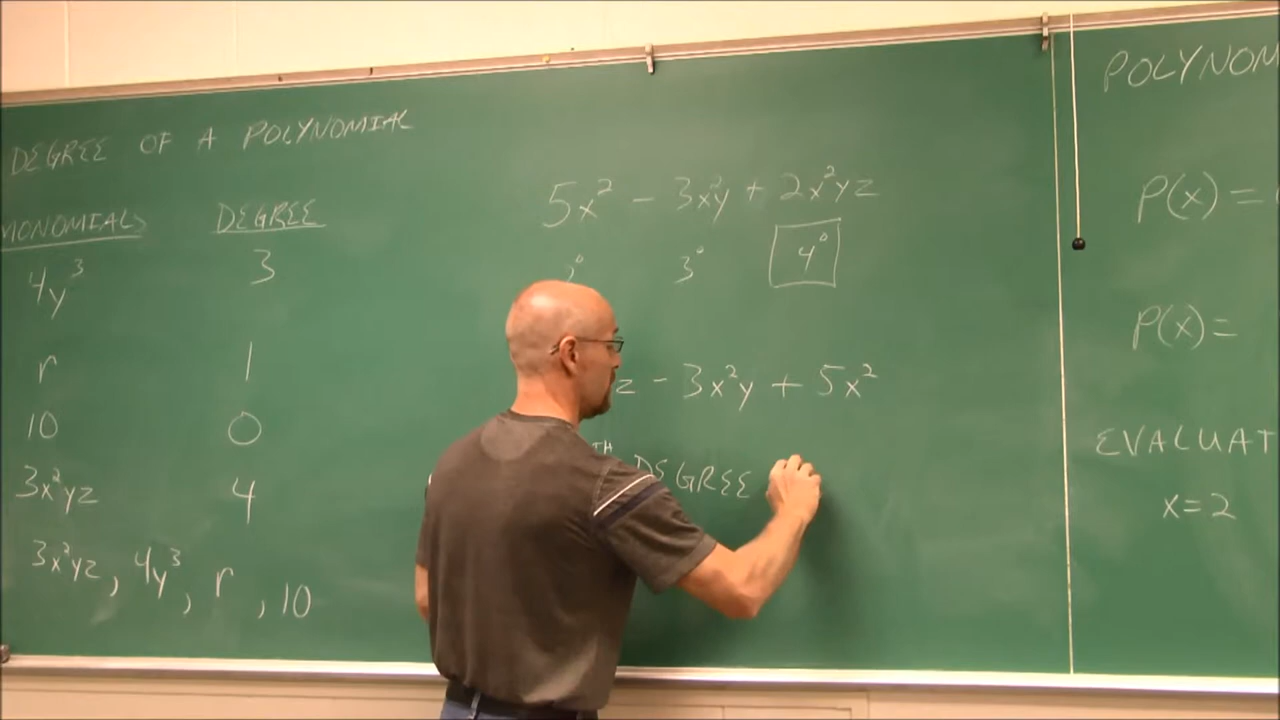 DEGREE OF A POLYNOMIAL
MONOMIALS DEGREE
4y³ 3
r 1
10 0
3x²yz 4
3x²yz, 4y³, r, 10
5x² - 3x²y + 2x²yz
3° 4°
z - 3x²y + 5x²
TH DEGREE
POLYNOM
P(x) =
P(x) =
EVALUAT
x=2